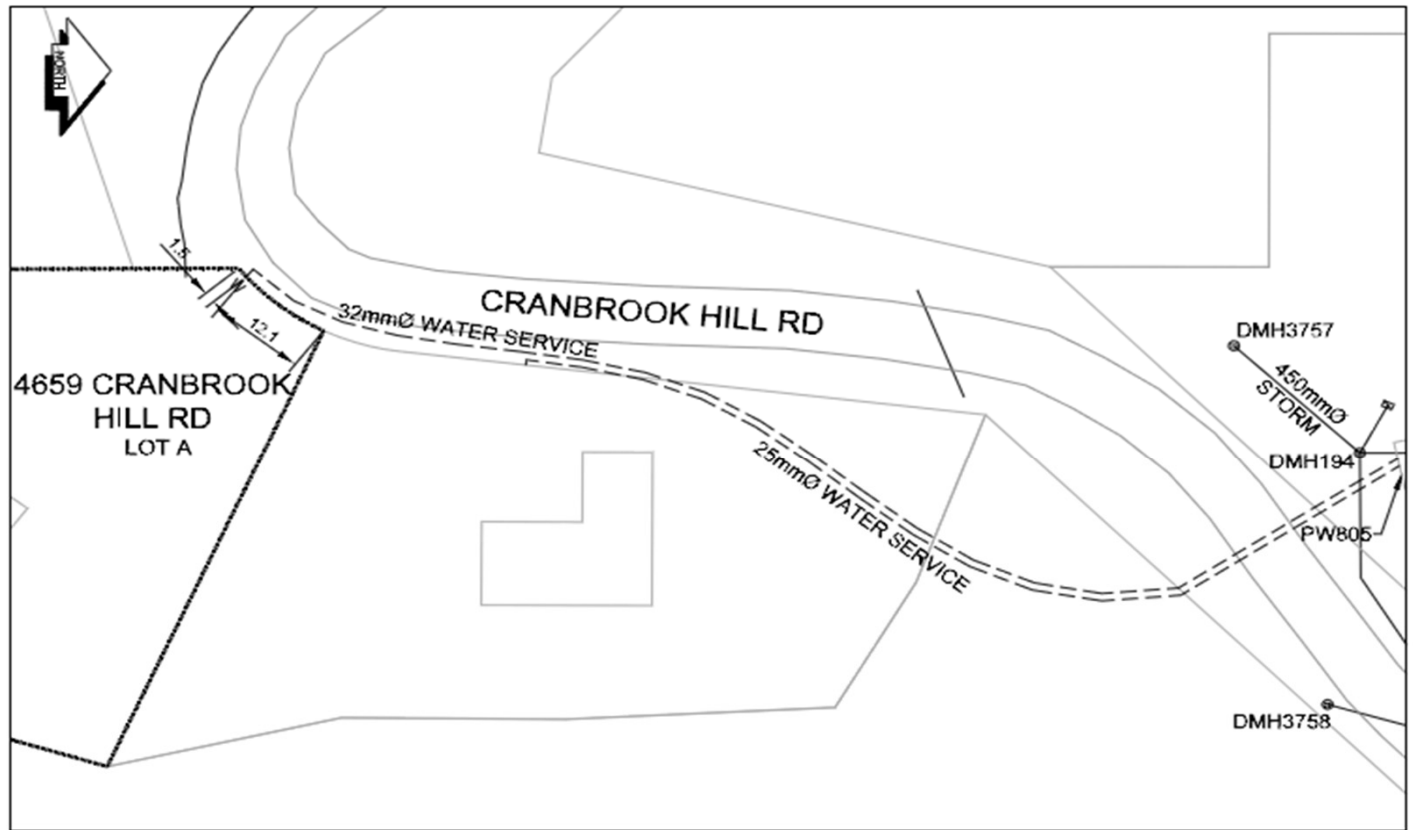 NORTH
1.5
12.1
32mmØ WATER SERVICE
CRANBROOK HILL RD
4659 CRANBROOK
HILL RD
LOT A
25mmØ WATER SERVICE
DMH3757
450mmØ
STORM
DMH194
PW805
DMH3758